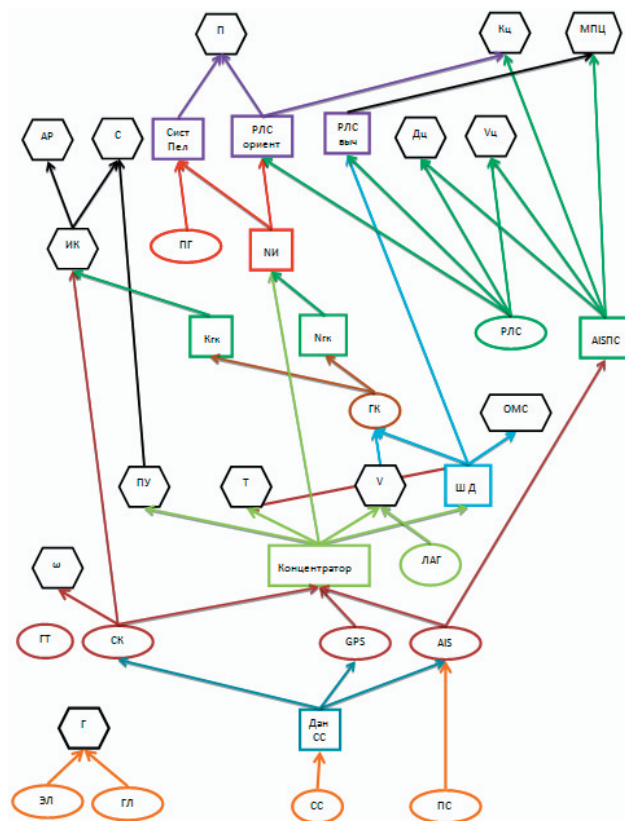 П
Кц
МПЦ
АР
С
Сист
Пел
РЛС
ориент
РЛС
выч
Дц
Vц
ИК
ПГ
NИ
Кгк
Nгк
РЛС
AISПС
ГК
ОМС
ПУ
Т
V
Ш Д
Концентратор
ЛАГ
ω
ГТ
СК
GPS
AIS
Г
Дан
СС
ЭЛ
ГЛ
СС
ПС